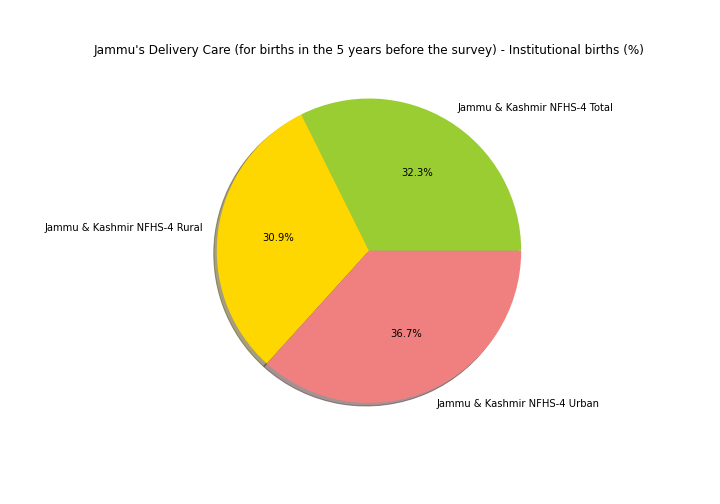 Jammu's Delivery Care (for births in the 5 years before the survey) - Institutional births (%)
Jammu & Kashmir NFHS-4 Total
32.3%
Jammu & Kashmir NFHS-4 Rural
30.9%
36.7%
Jammu & Kashmir NFHS-4 Urban